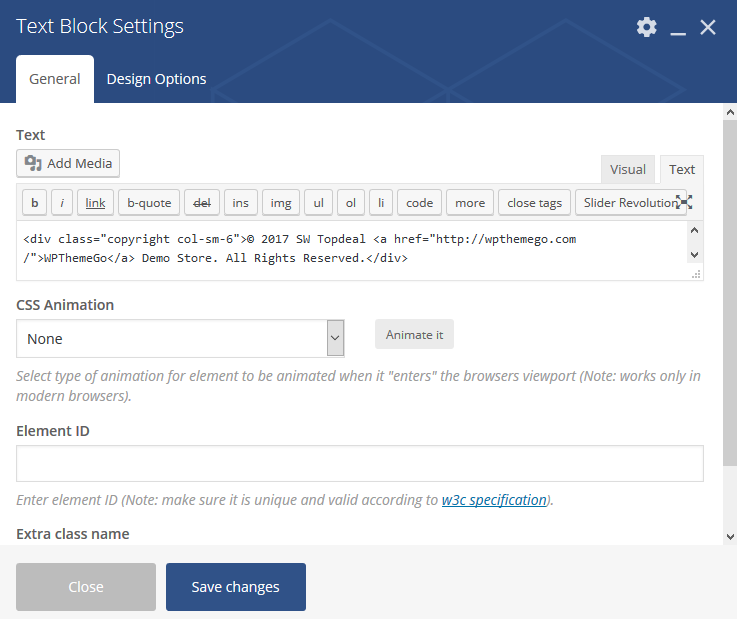 Text Block Settings
General Design Options
Text
Add Media
Visual Text
b i link b-quote del ins img ul ol li code more close tags Slider Revolution
<div class="copyright col-sm-6">© 2017 SW Topdeal <a href="http://wpthemego.com
/">WPThemeGo</a> Demo Store. All Rights Reserved.</div>
CSS Animation
None Animate it
Select type of animation for element to be animated when it "enters" the browsers viewport (Note: works only in
modern browsers).
Element ID
Enter element ID (Note: make sure it is unique and valid according to w3c specification).
Extra class name
Close Save changes